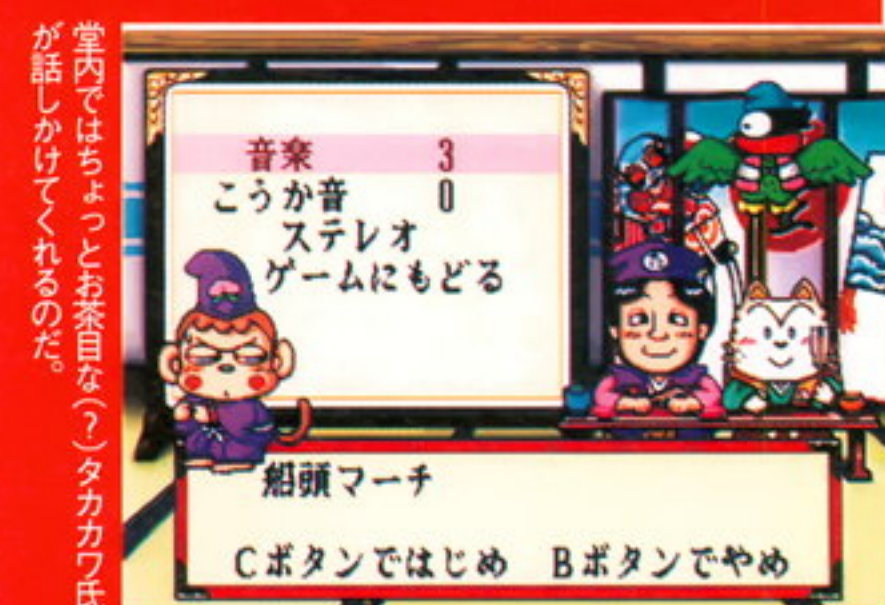 堂内ではちょっとお茶目な(?)タカカワ氏
が話しかけてくれるのだ。
音楽 3
こうか音 0
ステレオ
ゲームにもどる
船頭マーチ
Cボタンではじめ Bボタンでやめ